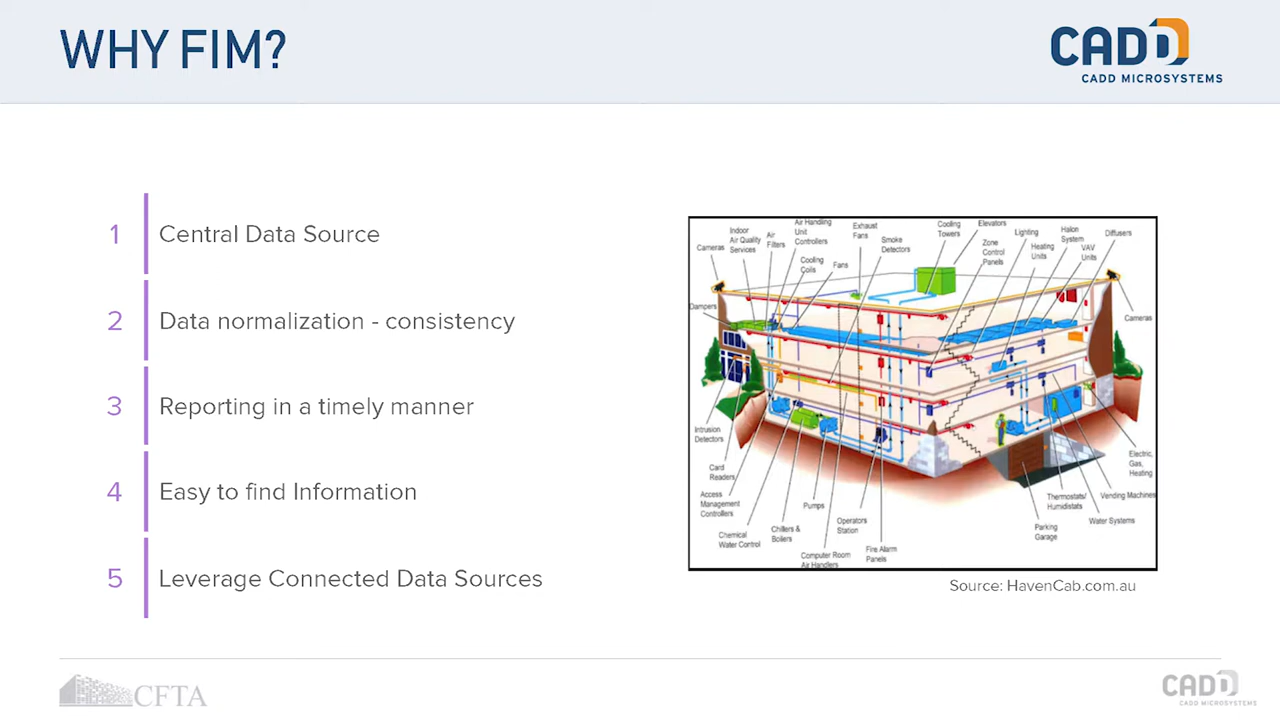 WHY FIM?
CADD
CADD MICROSYSTEMS
1 Central Data Source
2 Data normalization - consistency
3 Reporting in a timely manner
4 Easy to find Information
5 Leverage Connected Data Sources
Cameras
Indoor
Air Quality
Services
Air
Filters
Air Handling
Unit
Controllers
Cooling
Coils
Fans
Exhaust
Fans
Smoke
Detectors
Cooling
Towers
Elevators
Zone
Control
Panels
Lighting
Heating
Units
Halon
System
VAV
Units
Diffusers
Dampers
Cameras
Intrusion
Detectors
Card
Readers
Access
Management
Controllers
Chemical
Water Control
Chillers &
Boilers
Pumps
Computer Room
Air Handlers
Operators
Station
Fire Alarm
Panels
Parking
Garage
Thermostats/
Humidistats
Water Systems
Vending Machines
Electric,
Gas,
Heating
Source: HavenCab.com.au
CFTA
CADD
CADD MICROSYSTEMS